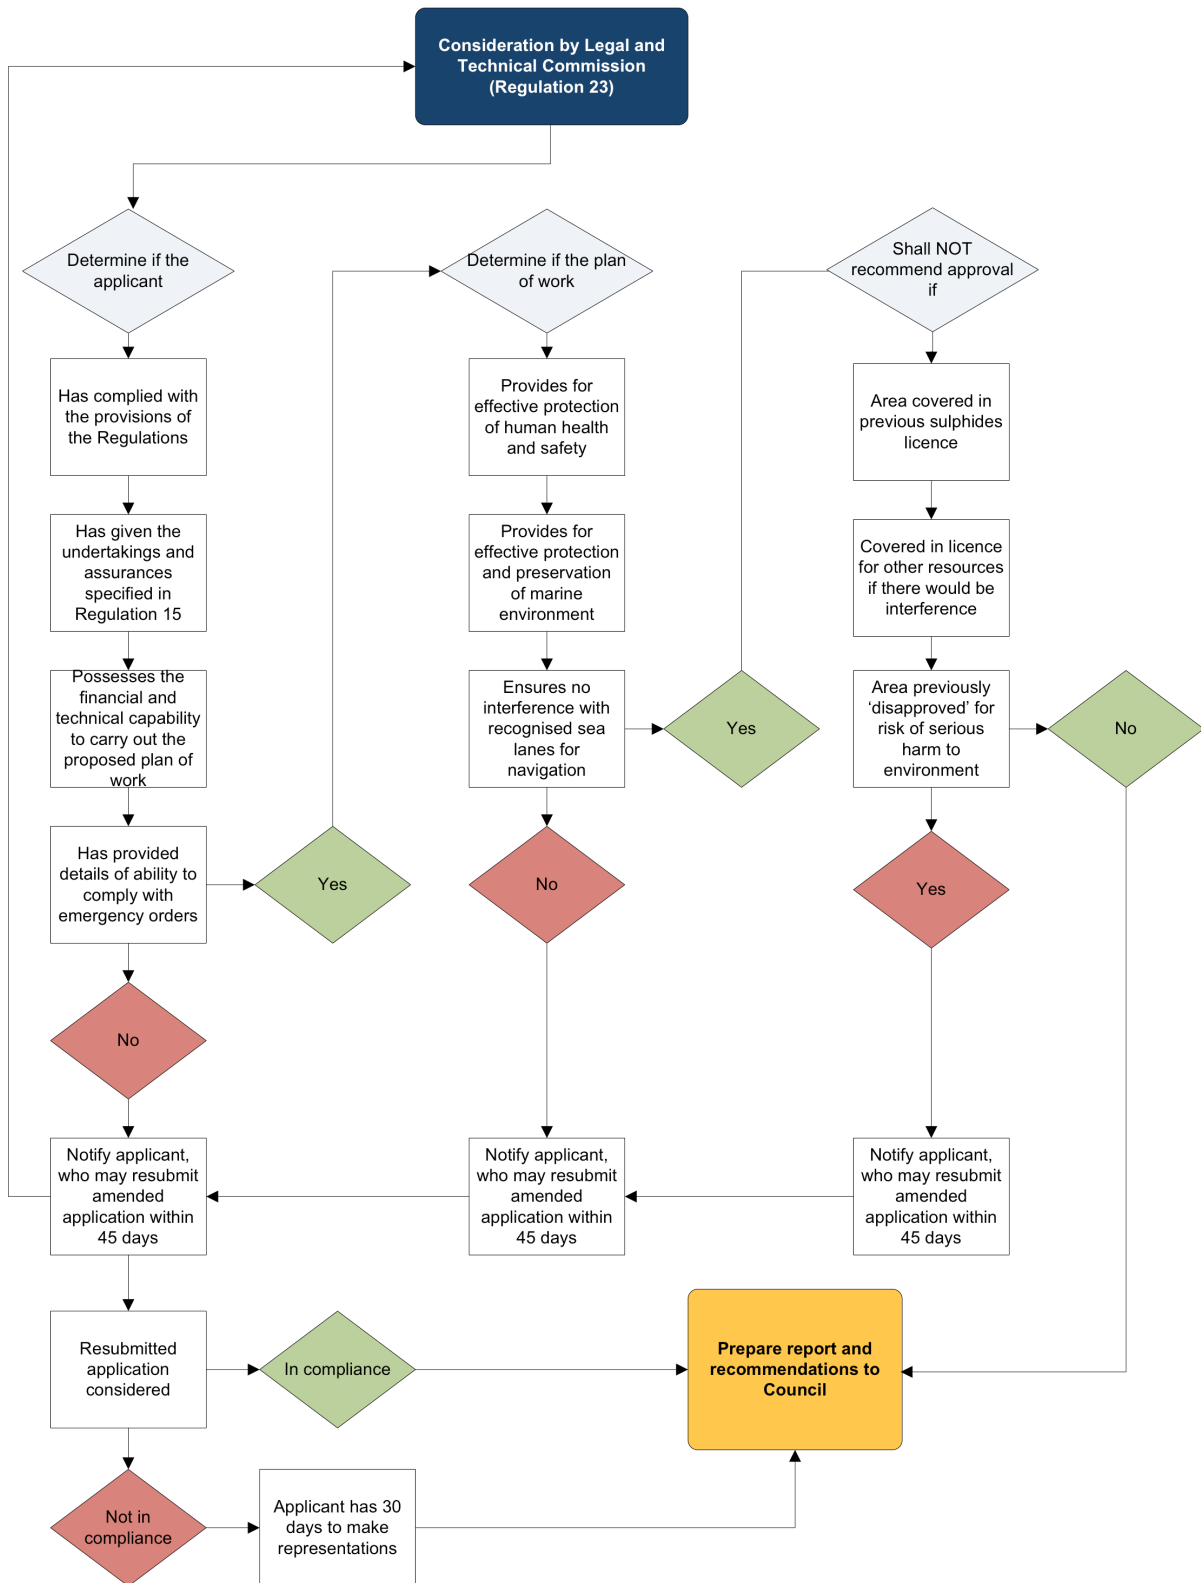 Consideration by Legal and
Technical Commission
(Regulation 23)
Determine if the
applicant
Has complied with
the provisions of
the Regulations
Has given the
undertakings and
assurances
specified in
Regulation 15
Possesses the
financial and
technical capability
to carry out the
proposed plan of
work
Has provided
details of ability to
comply with
emergency orders
Yes
No
Notify applicant,
who may resubmit
amended
application within
45 days
Determine if the plan
of work
Provides for
effective protection
of human health
and safety
Provides for
effective protection
and preservation
of marine
environment
Ensures no
interference with
recognised sea
lanes for
navigation
Yes
No
Notify applicant,
who may resubmit
amended
application within
45 days
Shall NOT
recommend approval
if
Area covered in
previous sulphides
licence
Covered in licence
for other resources
if there would be
interference
Area previously
‘disapproved’ for
risk of serious
harm to
environment
No
Yes
Notify applicant,
who may resubmit
amended
application within
45 days
Resubmitted
application
considered
In compliance
Prepare report and
recommendations to
Council
Not in
compliance
Applicant has 30
days to make
representations